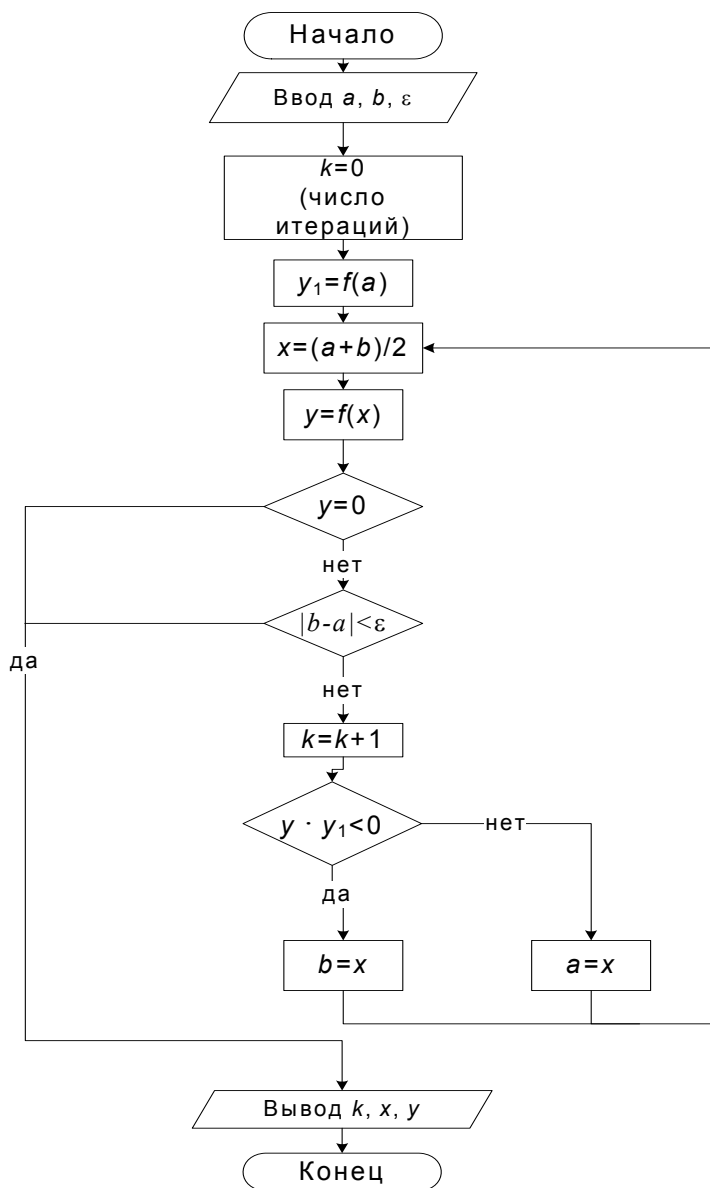 Начало
Ввод a, b, ε
k=0
(число
итераций)
y₁=f(a)
x=(a+b)/2
y=f(x)
y=0
нет
|b-a|<ε
да
нет
k=k+1
y · y₁<0
нет
да
b=x
a=x
Вывод k, x, y
Конец